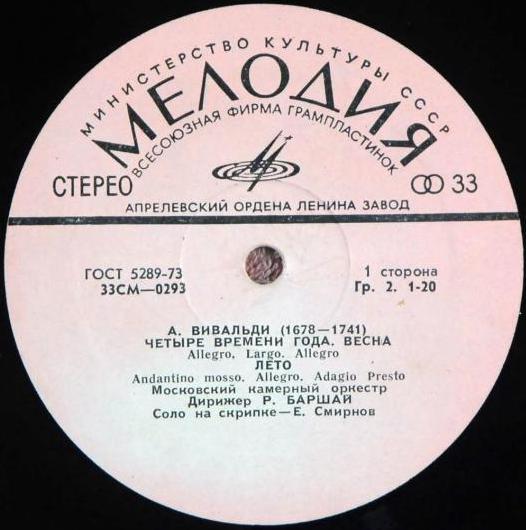 МИНИСТЕРСТВО КУЛЬТУРЫ СССР
МЕЛОДИЯ
ВСЕСОЮЗНАЯ ФИРМА ГРАМПЛАСТИНОК
СТЕРЕО
33
АПРЕЛЕВСКИЙ ОРДЕНА ЛЕНИНА ЗАВОД
ГОСТ 5289-73
33СМ—0293
1 сторона
Гр. 2. 1-20
А. ВИВАЛЬДИ (1678—1741)
ЧЕТЫРЕ ВРЕМЕНИ ГОДА. ВЕСНА
Allegro, Largo. Allegro
ЛЕТО
Andantino mosso. Allegro. Adagio Presto
Московский камерный оркестр
Дирижер Р. БАРШАЙ
Соло на скрипке—Е. Смирнов